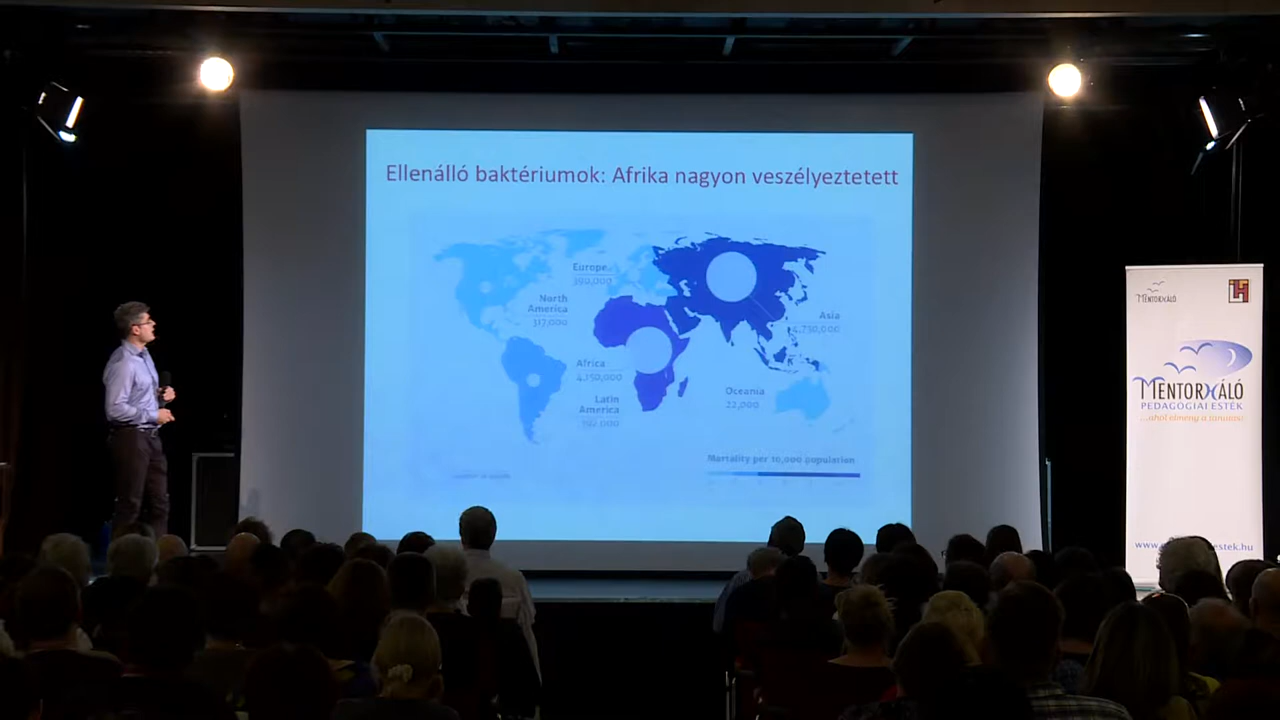 Ellenálló baktériumok: Afrika nagyon veszélyeztetett
Europe
390,000
North
America
317,000
Asia
4,730,000
Africa
4,150,000
Oceania
22,000
Latin
America
392,000
Mortality per 10,000 population
MENTORHÁLÓ
MENTORHÁLÓ
PEDAGÓGIAI ESTÉK
...ahol élmény a tanulás!